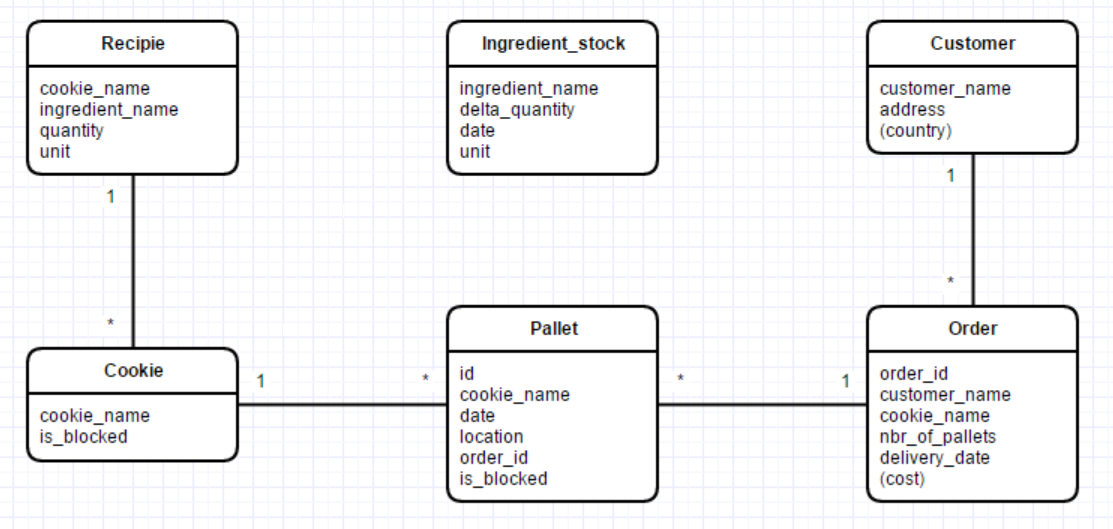 Recipie
cookie_name
ingredient_name
quantity
unit
Ingredient_stock
ingredient_name
delta_quantity
date
unit
Customer
customer_name
address
(country)
1
*
1
*
Cookie
cookie_name
is_blocked
1
*
Pallet
id
cookie_name
date
location
order_id
is_blocked
*
1
Order
order_id
customer_name
cookie_name
nbr_of_pallets
delivery_date
(cost)